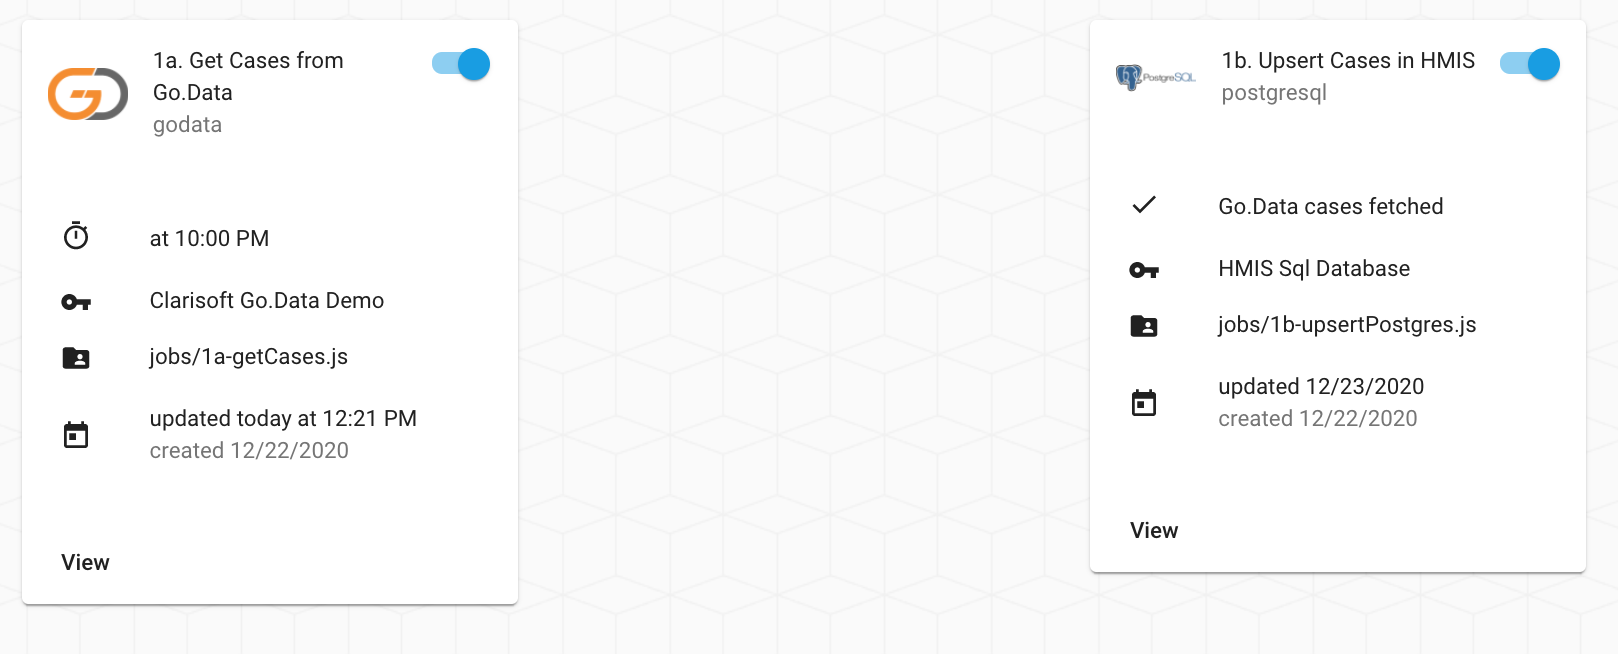 1a. Get Cases from
Go.Data
godata
at 10:00 PM
Clarisoft Go.Data Demo
jobs/1a-getCases.js
updated today at 12:21 PM
created 12/22/2020
View
PostgreSQL
1b. Upsert Cases in HMIS
postgresql
Go.Data cases fetched
HMIS Sql Database
jobs/1b-upsertPostgres.js
updated 12/23/2020
created 12/22/2020
View